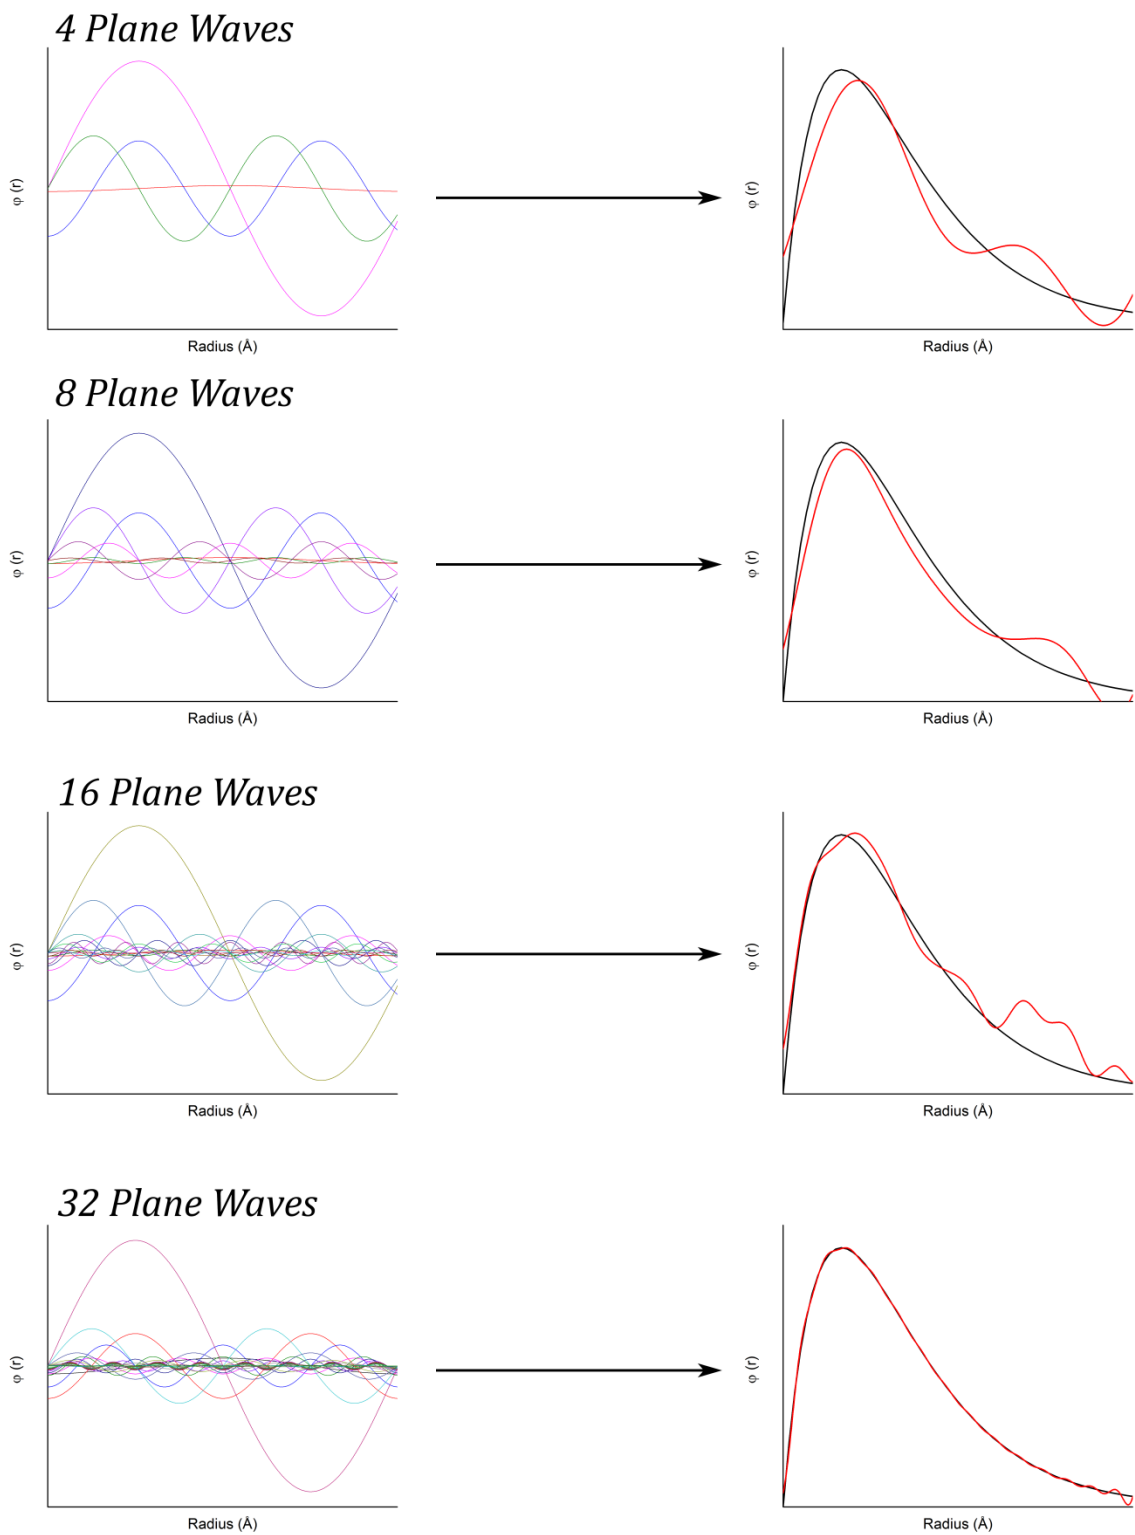 4 Plane Waves
φ (r)
Radius (Å)
φ (r)
Radius (Å)
8 Plane Waves
φ (r)
Radius (Å)
φ (r)
Radius (Å)
16 Plane Waves
φ (r)
Radius (Å)
φ (r)
Radius (Å)
32 Plane Waves
φ (r)
Radius (Å)
φ (r)
Radius (Å)